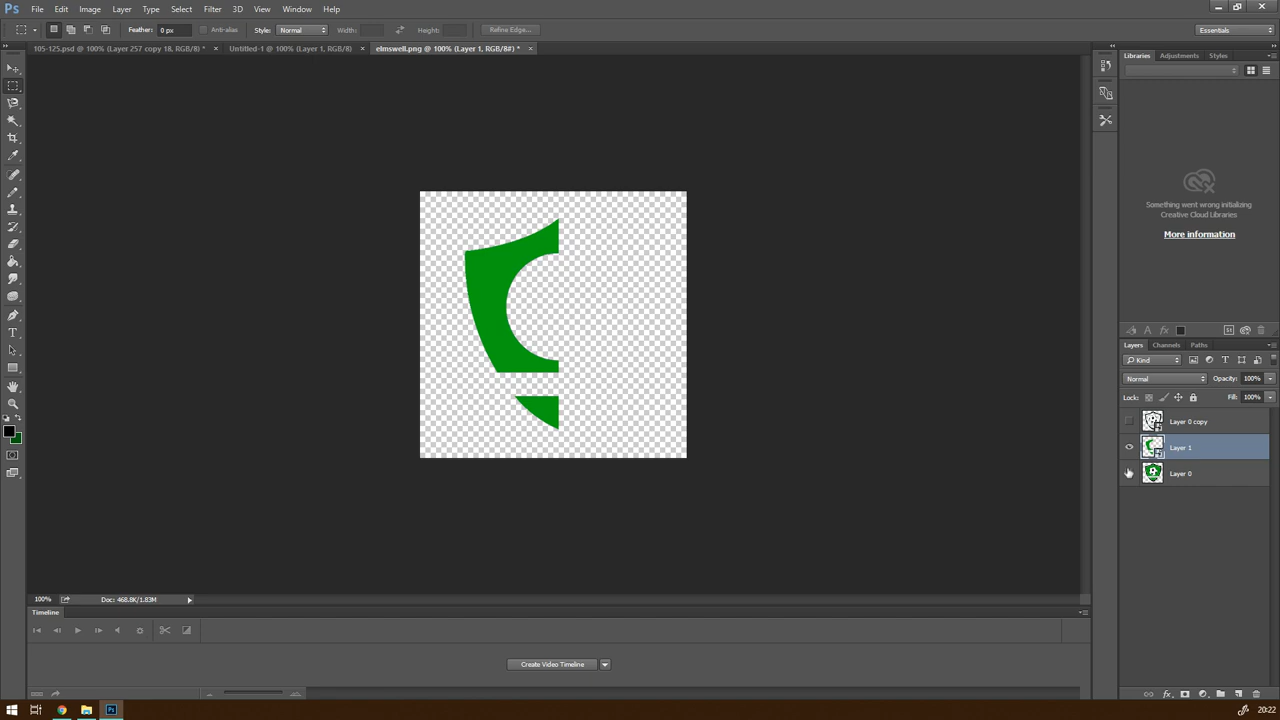 Ps File Edit Image Layer Type Select Filter 3D View Window Help
Feather: 0 px Anti-alias Style: Normal Width: Height: Refine Edge... Essentials
105-125.psd @ 100% (Layer 257 copy 18, RGB/8) * × Untitled-1 @ 100% (Layer 1, RGB/8) × elmswell.png @ 100% (Layer 1, RGB/8#) * ×
Libraries Adjustments Styles
Something went wrong initializing
Creative Cloud Libraries
More information
Layers Channels Paths
Kind
Normal Opacity: 100%
Lock: Fill: 100%
Layer 0 copy
Layer 1
Layer 0
100% Doc: 468.8K/1.83M
Timeline
Create Video Timeline
Ps 20:22